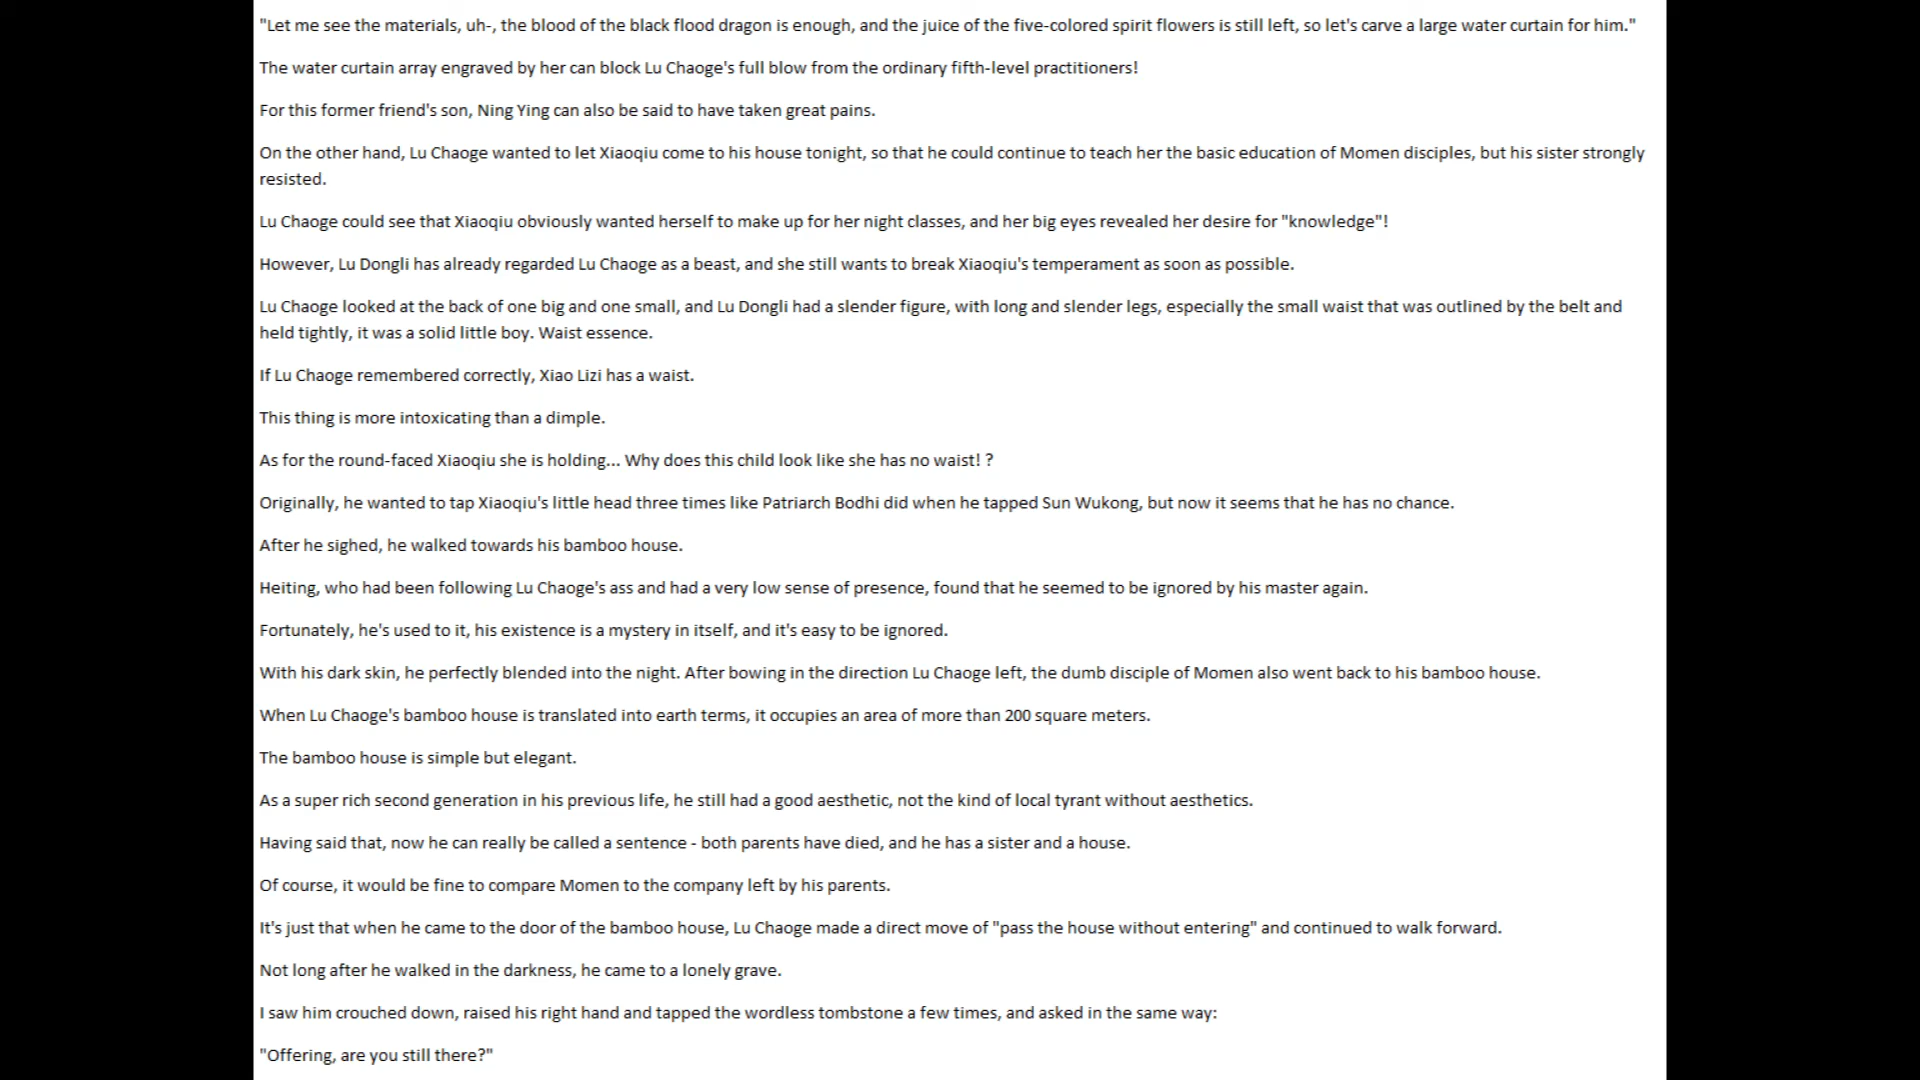 "Let me see the materials, uh-, the blood of the black flood dragon is enough, and the juice of the five-colored spirit flowers is still left, so let's carve a large water curtain for him."
The water curtain array engraved by her can block Lu Chaoge's full blow from the ordinary fifth-level practitioners!
For this former friend's son, Ning Ying can also be said to have taken great pains.
On the other hand, Lu Chaoge wanted to let Xiaoqiu come to his house tonight, so that he could continue to teach her the basic education of Momen disciples, but his sister strongly
resisted.
Lu Chaoge could see that Xiaoqiu obviously wanted herself to make up for her night classes, and her big eyes revealed her desire for "knowledge"!
However, Lu Dongli has already regarded Lu Chaoge as a beast, and she still wants to break Xiaoqiu's temperament as soon as possible.
Lu Chaoge looked at the back of one big and one small, and Lu Dongli had a slender figure, with long and slender legs, especially the small waist that was outlined by the belt and
held tightly, it was a solid little boy. Waist essence.
If Lu Chaoge remembered correctly, Xiao Lizi has a waist.
This thing is more intoxicating than a dimple.
As for the round-faced Xiaoqiu she is holding... Why does this child look like she has no waist! ?
Originally, he wanted to tap Xiaoqiu's little head three times like Patriarch Bodhi did when he tapped Sun Wukong, but now it seems that he has no chance.
After he sighed, he walked towards his bamboo house.
Heiting, who had been following Lu Chaoge's ass and had a very low sense of presence, found that he seemed to be ignored by his master again.
Fortunately, he's used to it, his existence is a mystery in itself, and it's easy to be ignored.
With his dark skin, he perfectly blended into the night. After bowing in the direction Lu Chaoge left, the dumb disciple of Momen also went back to his bamboo house.
When Lu Chaoge's bamboo house is translated into earth terms, it occupies an area of more than 200 square meters.
The bamboo house is simple but elegant.
As a super rich second generation in his previous life, he still had a good aesthetic, not the kind of local tyrant without aesthetics.
Having said that, now he can really be called a sentence - both parents have died, and he has a sister and a house.
Of course, it would be fine to compare Momen to the company left by his parents.
It's just that when he came to the door of the bamboo house, Lu Chaoge made a direct move of "pass the house without entering" and continued to walk forward.
Not long after he walked in the darkness, he came to a lonely grave.
I saw him crouched down, raised his right hand and tapped the wordless tombstone a few times, and asked in the same way:
"Offering, are you still there?"